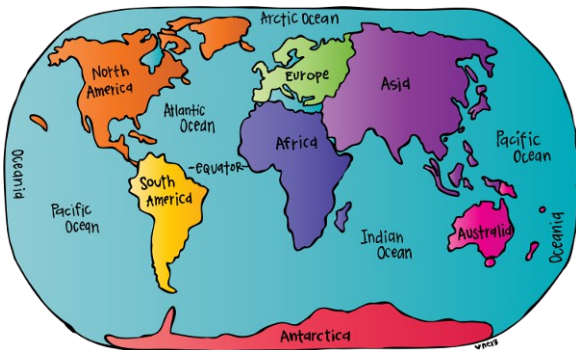 Arctic Ocean
North
America
Europe
Asia
Atlantic
Ocean
Africa
Pacific
Ocean
Oceania
-equator-
South
America
Pacific
Ocean
Indian
Ocean
Australia
Oceania
Antarctica